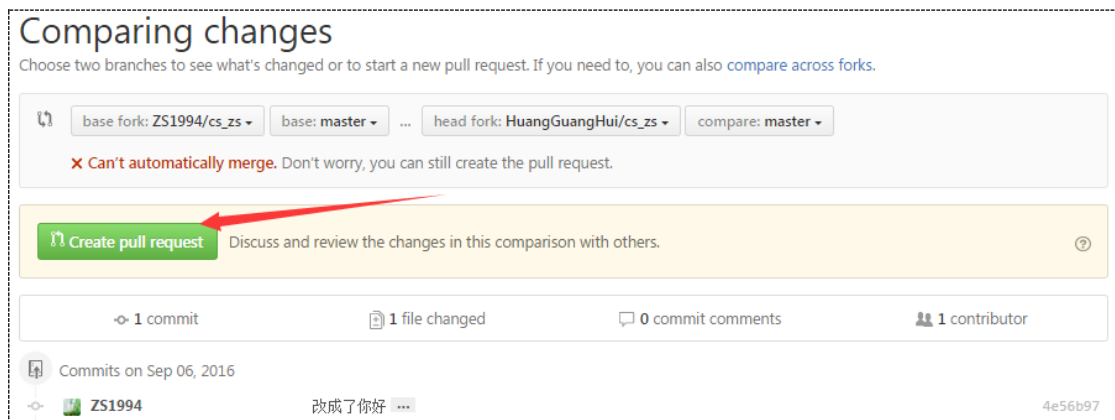 Comparing changes
Choose two branches to see what's changed or to start a new pull request. If you need to, you can also compare across forks.
base fork: ZS1994/cs_zs base: master ... head fork: HuangGuangHui/cs_zs compare: master
Can't automatically merge. Don't worry, you can still create the pull request.
Create pull request Discuss and review the changes in this comparison with others.
1 commit 1 file changed 0 commit comments 1 contributor
Commits on Sep 06, 2016
ZS1994 改成了你好 ... 4e56b97